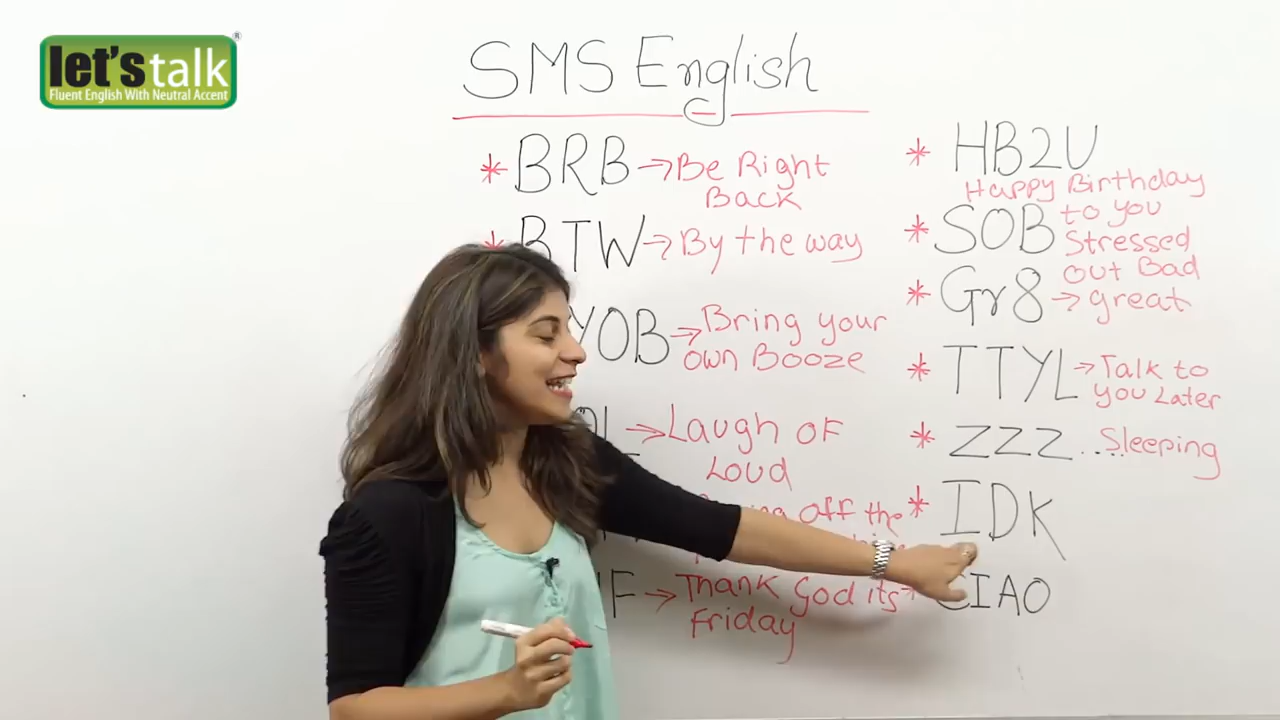 let's talk ®
Fluent English With Neutral Accent
SMS English
* BRB → Be Right
Back
* BTW → By the way
YOB → Bring your
own Booze
OL → Laugh oF
Loud
off the
F → Thank God its
Friday
* HB2U
Happy Birthday
to you
* SOB Stressed
out Bad
* Gr8 → great
* TTYL → Talk to
you Later
* ZZZ.... Sleeping
* IDK
* CIAO